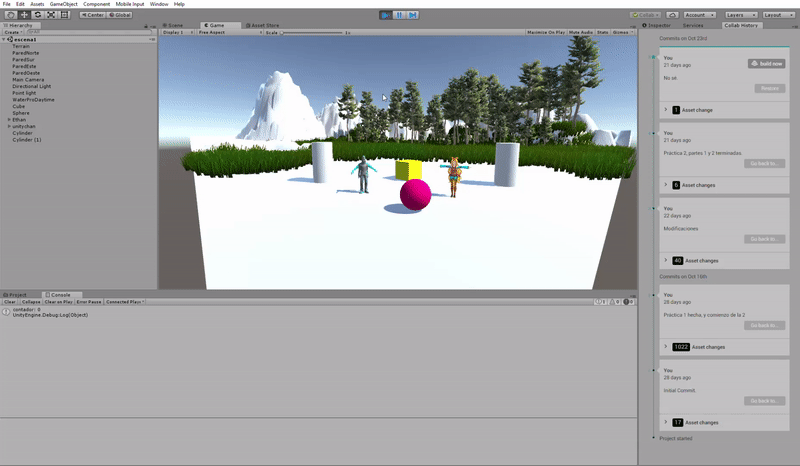 File Edit Assets GameObject Component Mobile Input Window Help
Center Global
Collab Account Layers Layout
Hierarchy
Create
escena1
Terrain
ParedNorte
ParedSur
ParedEste
ParedOeste
Main Camera
Directional Light
Point light
WaterProDaytime
Cube
Sphere
Ethan
unitychan
Cylinder
Cylinder (1)
Scene Game Asset Store
Display 1 Free Aspect Scale 1x Maximize On Play Mute Audio Stats Gizmos
Project Console
Clear Collapse Clear on Play Error Pause Connected Player
contador: 0
UnityEngine.Debug:Log(Object)
Inspector Services Collab History
Commits on Oct 23rd
You
21 days ago
build now
No sé.
1 Asset change
You
21 days ago
Práctica 2, partes 1 y 2 terminadas.
Go back to...
6 Asset changes
You
22 days ago
Modificaciones
Go back to...
40 Asset changes
Commits on Oct 16th
You
28 days ago
Práctica 1 hecha, y comienzo de la 2
Go back to...
1022 Asset changes
You
28 days ago
Initial Commit.
Go back to...
17 Asset changes
Project started